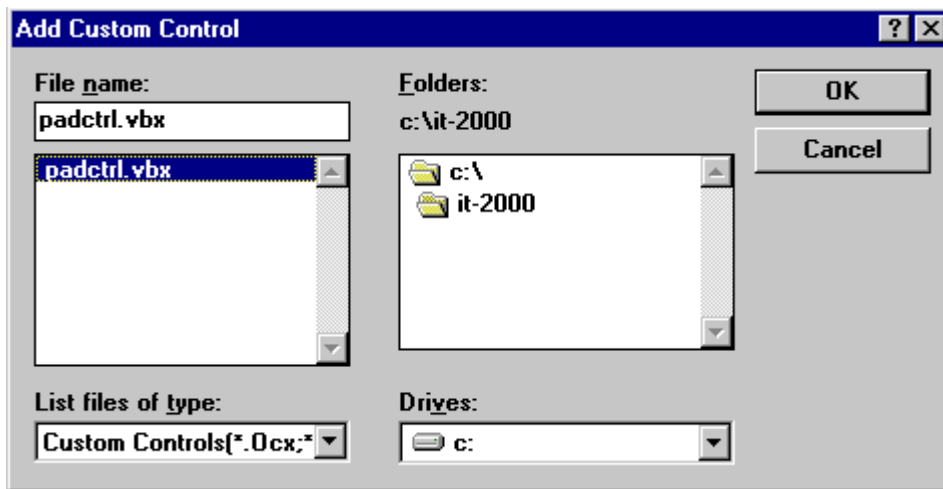 Add Custom Control
File name:
padctrl.vbx
padctrl.vbx
List files of type:
Custom Controls(*.Ocx;*
Folders:
c:\it-2000
c:\
it-2000
Drives:
c:
OK
Cancel